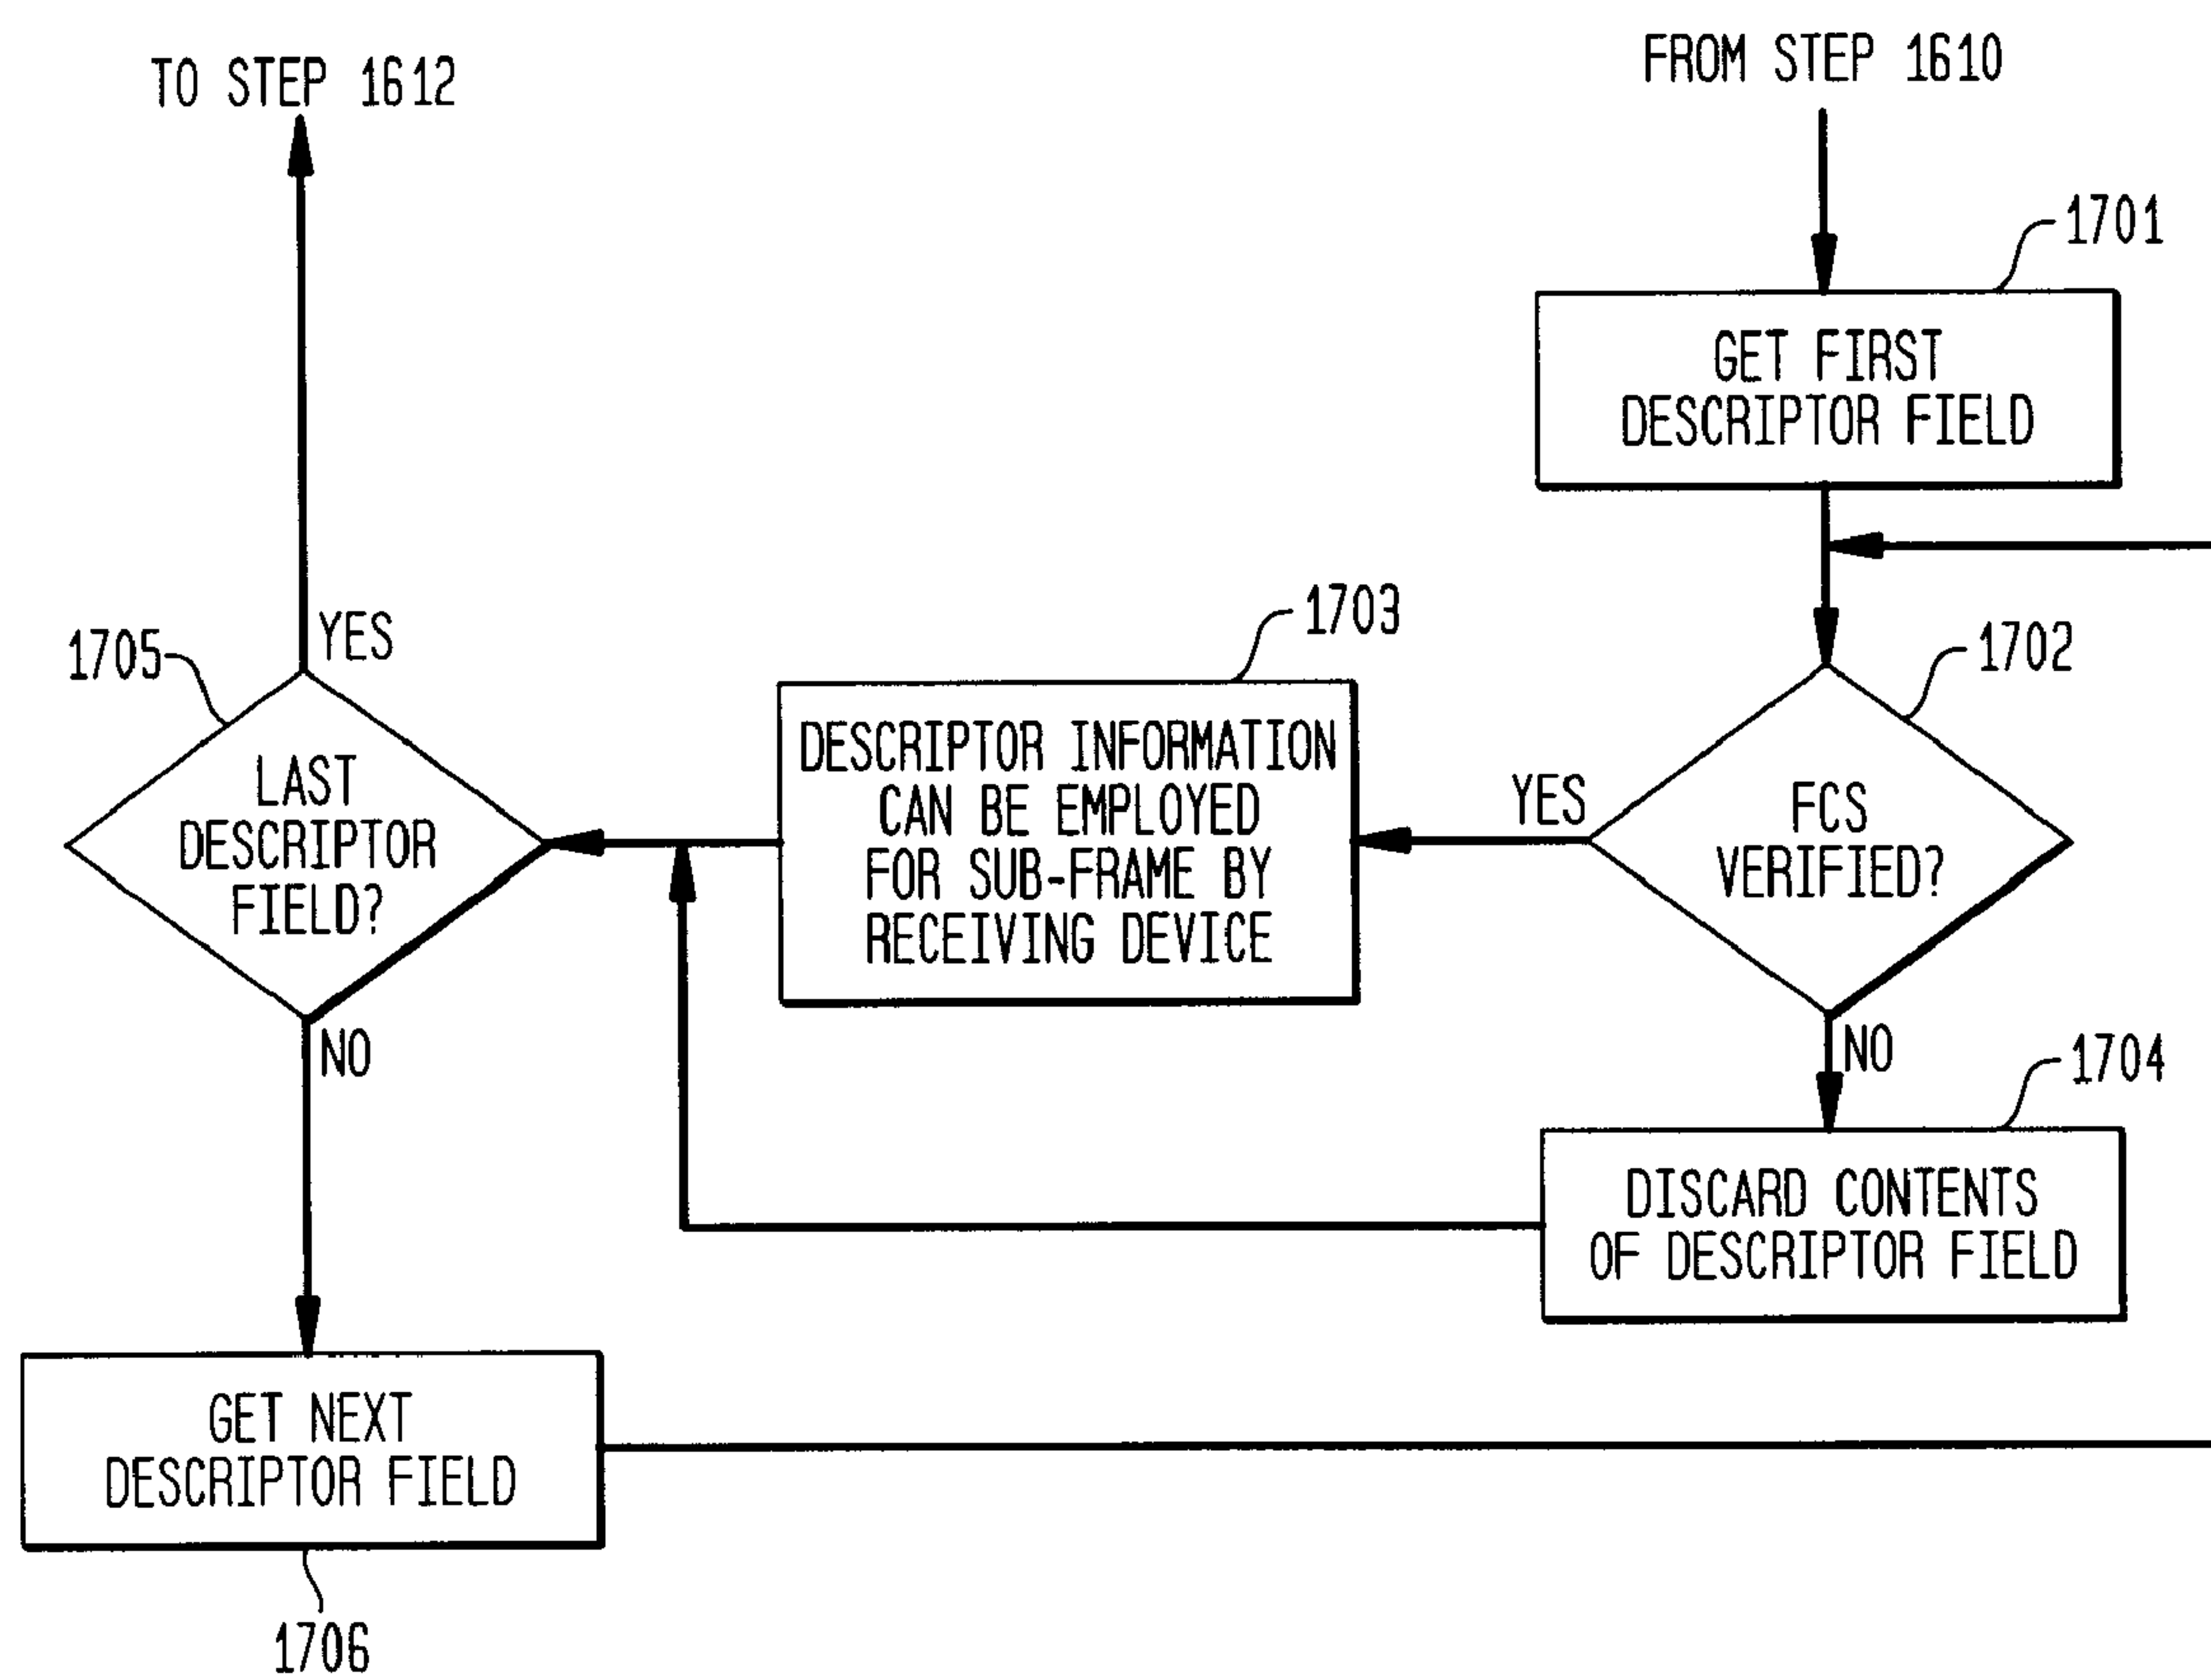 TO STEP 1612
FROM STEP 1610
1701
GET FIRST
DESCRIPTOR FIELD
1702
FCS
VERIFIED?
YES
NO
1703
DESCRIPTOR INFORMATION
CAN BE EMPLOYED
FOR SUB-FRAME BY
RECEIVING DEVICE
1704
DISCARD CONTENTS
OF DESCRIPTOR FIELD
1705
YES
LAST
DESCRIPTOR
FIELD?
NO
GET NEXT
DESCRIPTOR FIELD
1706